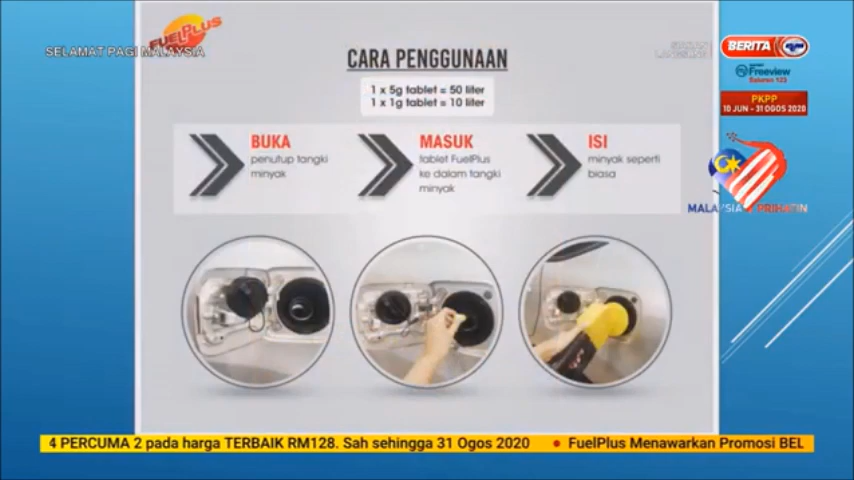 FUELPLUS
SELAMAT PAGI MALAYSIA
CARA PENGGUNAAN
1 x 5g tablet = 50 liter
1 x 1g tablet = 10 liter
BUKA
penutup tangki
minyak
MASUK
tablet FuelPlus
ke dalam tangki
minyak
ISI
minyak seperti
biasa
BERITA
Freeview
Saluran 123
PKPP
10 JUN - 31 OGOS 2020
MALAYSIA PRIHATIN
4 PERCUMA 2 pada harga TERBAIK RM128. Sah sehingga 31 Ogos 2020 • FuelPlus Menawarkan Promosi BEL